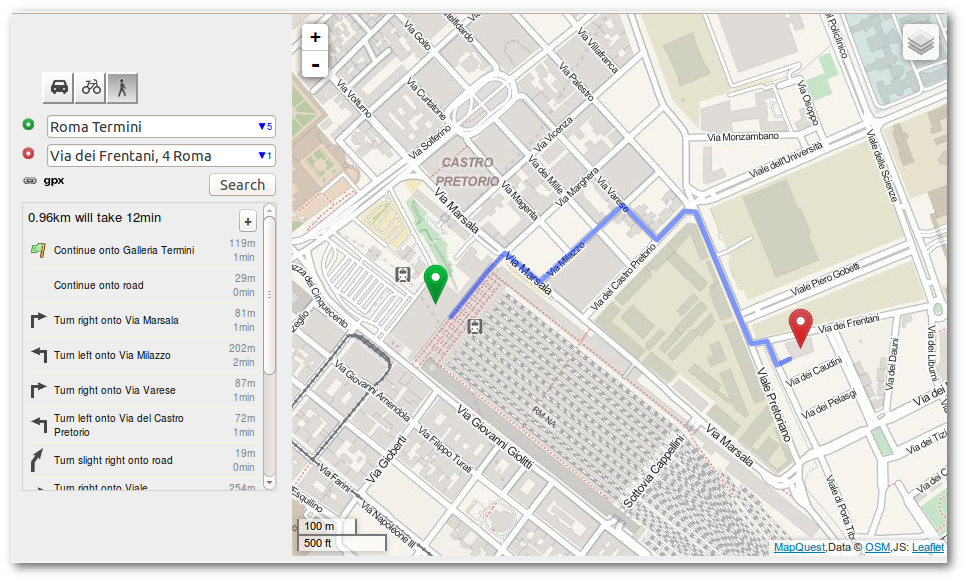 Roma Termini
▼5
Via dei Frentani, 4 Roma
▼1
gpx
Search
0.96km will take 12min
+
Continue onto Galleria Termini
119m
1min
Continue onto road
29m
0min
Turn right onto Via Marsala
81m
1min
Turn left onto Via Milazzo
202m
2min
Turn right onto Via Varese
87m
1min
Turn left onto Via del Castro
Pretorio
72m
1min
Turn slight right onto road
19m
0min
Turn right onto Viale
254m
+
-
Via Goito
Via Villafranca
Via Volturno
Via Curtatone
Via Palestro
Via Solferino
Via Vicenza
CASTRO
PRETORIO
Via dei Mille
Via Marghera
Via Magenta
Via Varese
Via Marsala
Via Osoppo
Via Monzambano
Viale dell'Università
Viale delle Scienze
Via Milazzo
Via Marsala
Via del Castro Pretorio
Via Piero Gobetti
Via dei Frentani
Via dei Caudini
Via dei Dauni
Via dei Liburni
Via dei Pelasgi
Viale Pretoriano
Via Marsala
Via Giovanni Amendola
Via Giovanni Giolitti
RM-NA
Via Gioberti
Via Filippo Turati
Via Farini
Via Napoleone III
Esquilino
Sottovia Cappellini
Viale di Porta Tib
100 m
500 ft
MapQuest,Data © OSM,JS: Leaflet